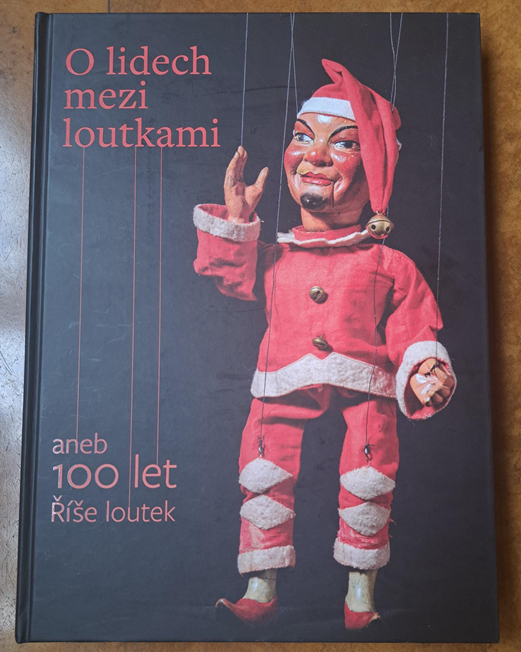 O lidech
mezi
loutkami
aneb
100 let
Říše loutek